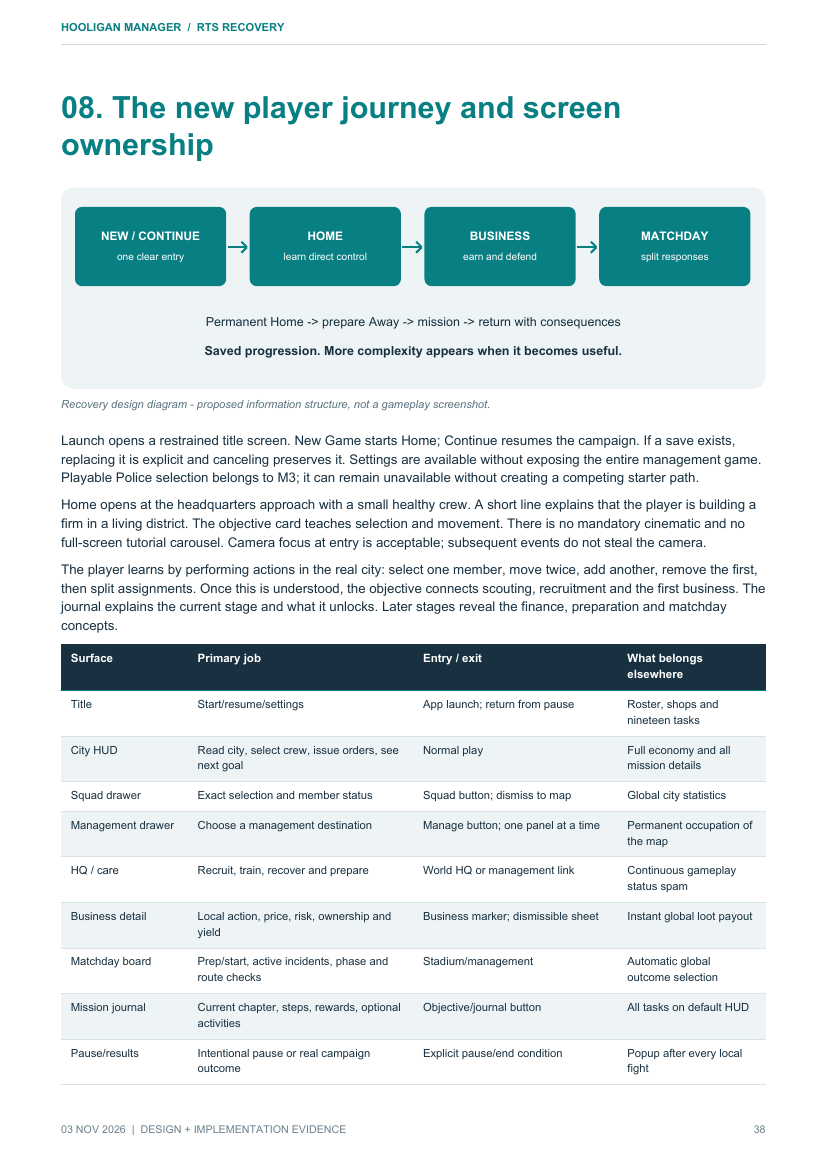 HOOLIGAN MANAGER / RTS RECOVERY
08. The new player journey and screen
ownership
NEW / CONTINUE
one clear entry
HOME
learn direct control
BUSINESS
earn and defend
MATCHDAY
split responses
Permanent Home -> prepare Away -> mission -> return with consequences
Saved progression. More complexity appears when it becomes useful.
Recovery design diagram - proposed information structure, not a gameplay screenshot.
Launch opens a restrained title screen. New Game starts Home; Continue resumes the campaign. If a save exists,
replacing it is explicit and canceling preserves it. Settings are available without exposing the entire management game.
Playable Police selection belongs to M3; it can remain unavailable without creating a competing starter path.
Home opens at the headquarters approach with a small healthy crew. A short line explains that the player is building a
firm in a living district. The objective card teaches selection and movement. There is no mandatory cinematic and no
full-screen tutorial carousel. Camera focus at entry is acceptable; subsequent events do not steal the camera.
The player learns by performing actions in the real city: select one member, move twice, add another, remove the first,
then split assignments. Once this is understood, the objective connects scouting, recruitment and the first business. The
journal explains the current stage and what it unlocks. Later stages reveal the finance, preparation and matchday
concepts.
Surface
Primary job
Entry / exit
What belongs
elsewhere
Title
Start/resume/settings
App launch; return from pause
Roster, shops and
nineteen tasks
City HUD
Read city, select crew, issue orders, see
next goal
Normal play
Full economy and all
mission details
Squad drawer
Exact selection and member status
Squad button; dismiss to map
Global city statistics
Management drawer
Choose a management destination
Manage button; one panel at a time
Permanent occupation of
the map
HQ / care
Recruit, train, recover and prepare
World HQ or management link
Continuous gameplay
status spam
Business detail
Local action, price, risk, ownership and
yield
Business marker; dismissible sheet
Instant global loot payout
Matchday board
Prep/start, active incidents, phase and
route checks
Stadium/management
Automatic global
outcome selection
Mission journal
Current chapter, steps, rewards, optional
activities
Objective/journal button
All tasks on default HUD
Pause/results
Intentional pause or real campaign
outcome
Explicit pause/end condition
Popup after every local
fight
03 NOV 2026 | DESIGN + IMPLEMENTATION EVIDENCE
38